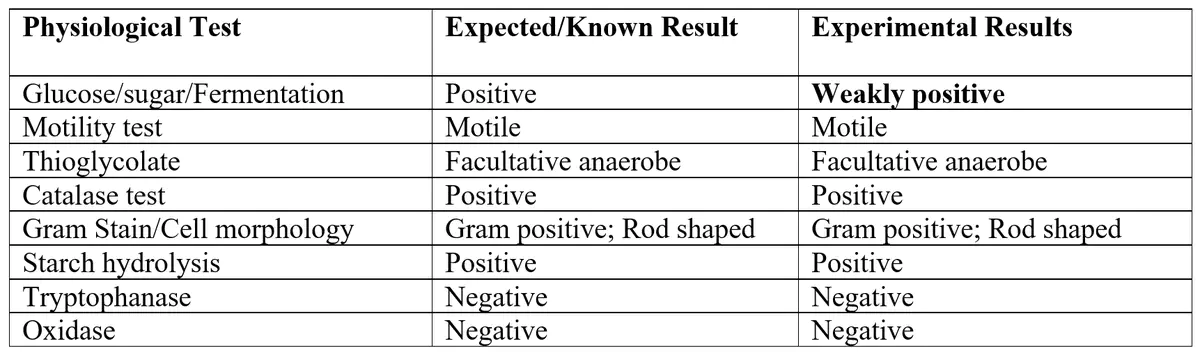 Physiological Test Expected/Known Result Experimental Results
Glucose/sugar/Fermentation Positive Weakly positive
Motility test Motile Motile
Thioglycolate Facultative anaerobe Facultative anaerobe
Catalase test Positive Positive
Gram Stain/Cell morphology Gram positive; Rod shaped Gram positive; Rod shaped
Starch hydrolysis Positive Positive
Tryptophanase Negative Negative
Oxidase Negative Negative